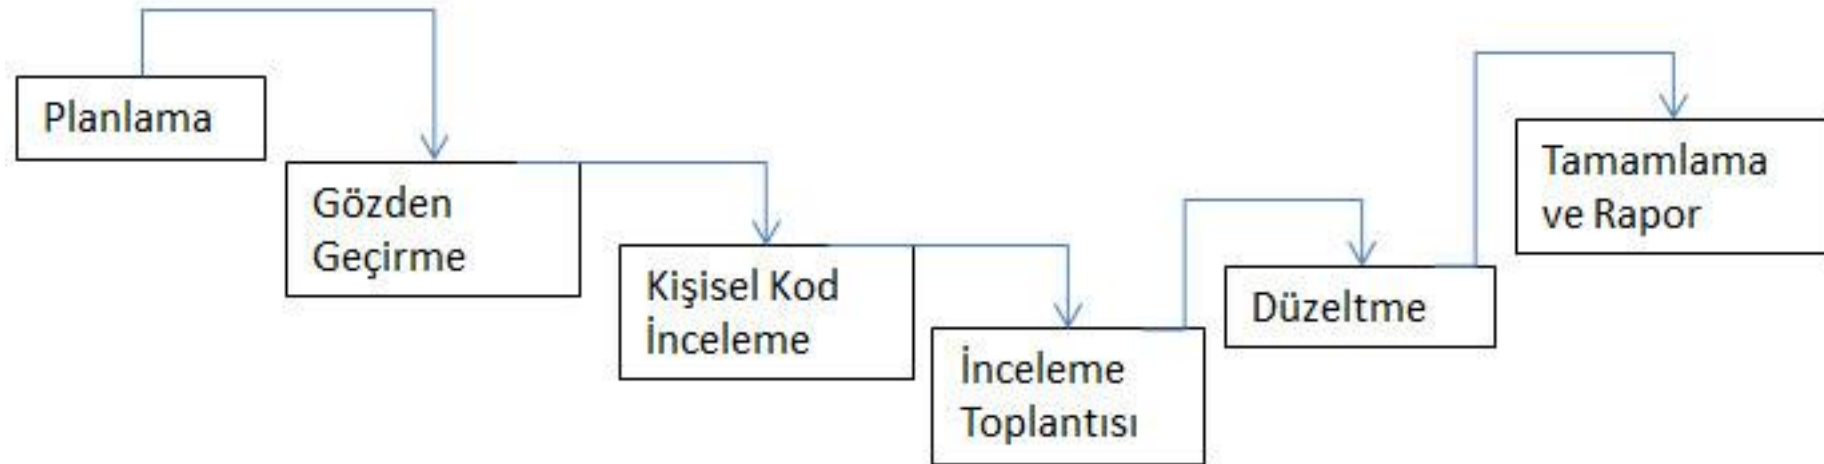 Planlama
Gözden
Geçirme
Kişisel Kod
İnceleme
İnceleme
Toplantısı
Düzeltme
Tamamlama
ve Rapor